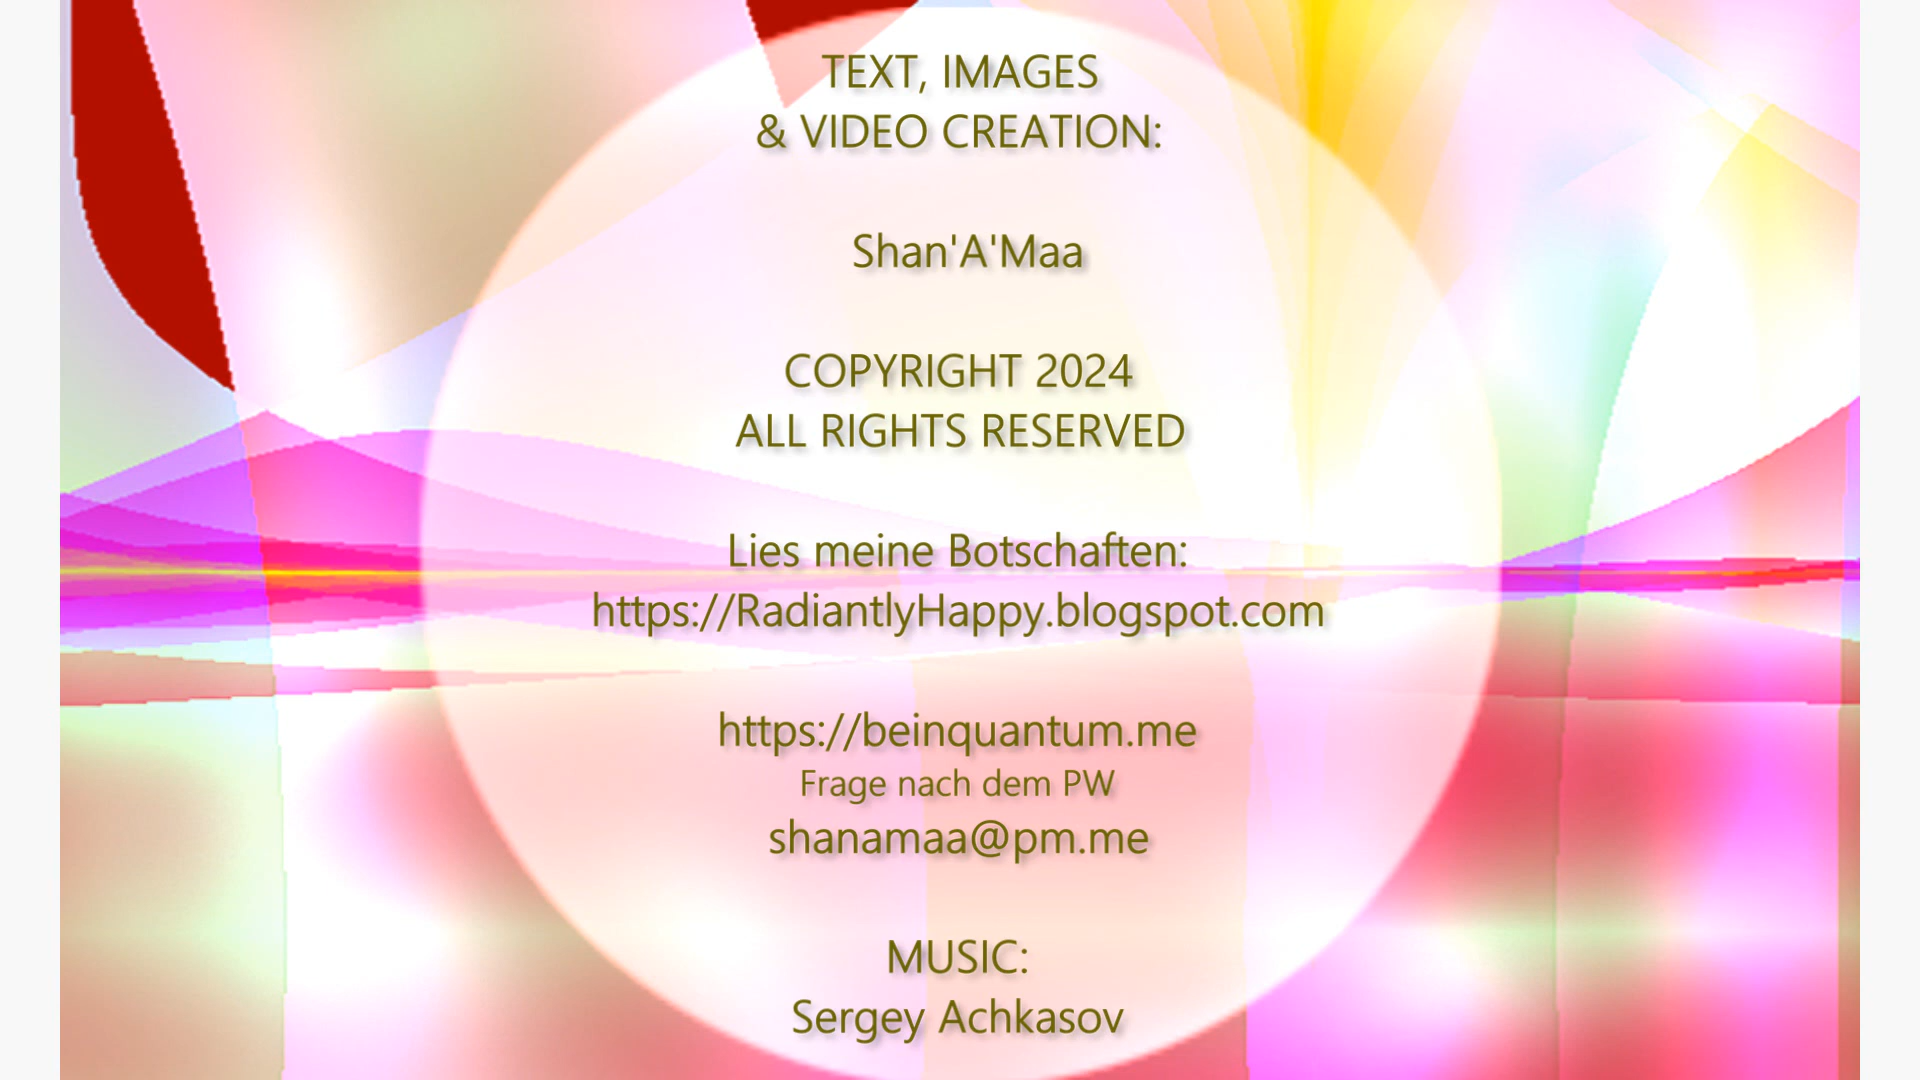 TEXT, IMAGES
& VIDEO CREATION:
Shan'A'Maa
COPYRIGHT 2024
ALL RIGHTS RESERVED
Lies meine Botschaften:
https://RadiantlyHappy.blogspot.com
https://beinquantum.me
Frage nach dem PW
shanamaa@pm.me
MUSIC:
Sergey Achkasov